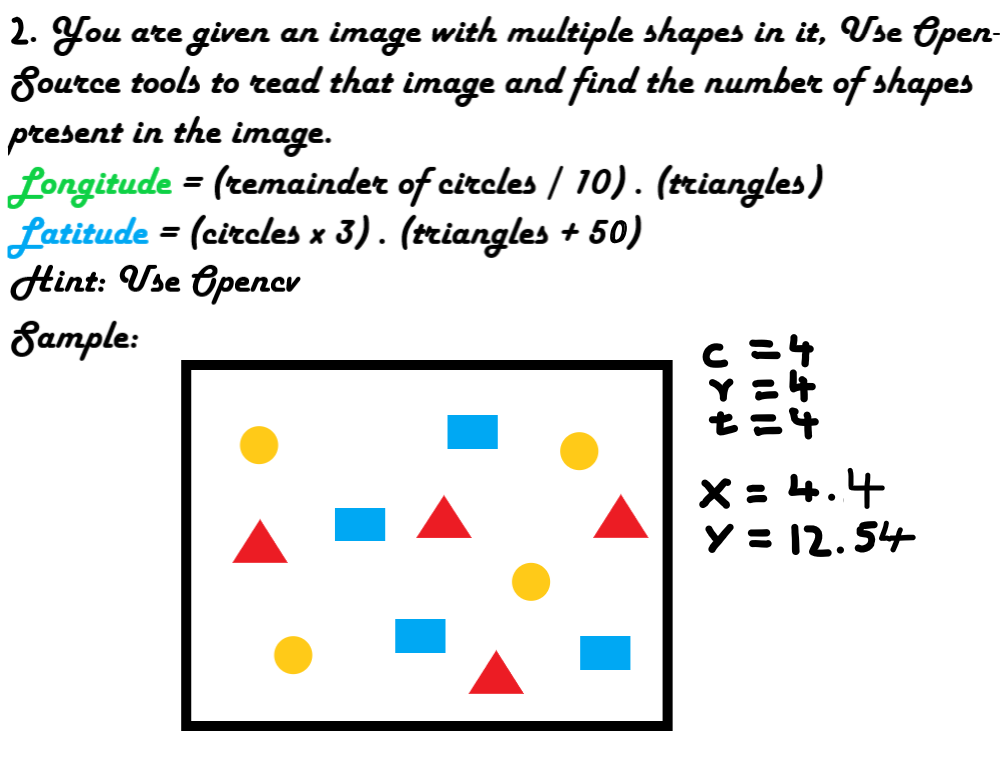 2. You are given an image with multiple shapes in it, Use Open-
Source tools to read that image and find the number of shapes
present in the image.
Longitude = (remainder of circles / 10) . (triangles)
Latitude = (circles x 3) . (triangles + 50)
Hint: Use Opencv
Sample:
c = 4
r = 4
t = 4
X = 4.4
Y = 12.54